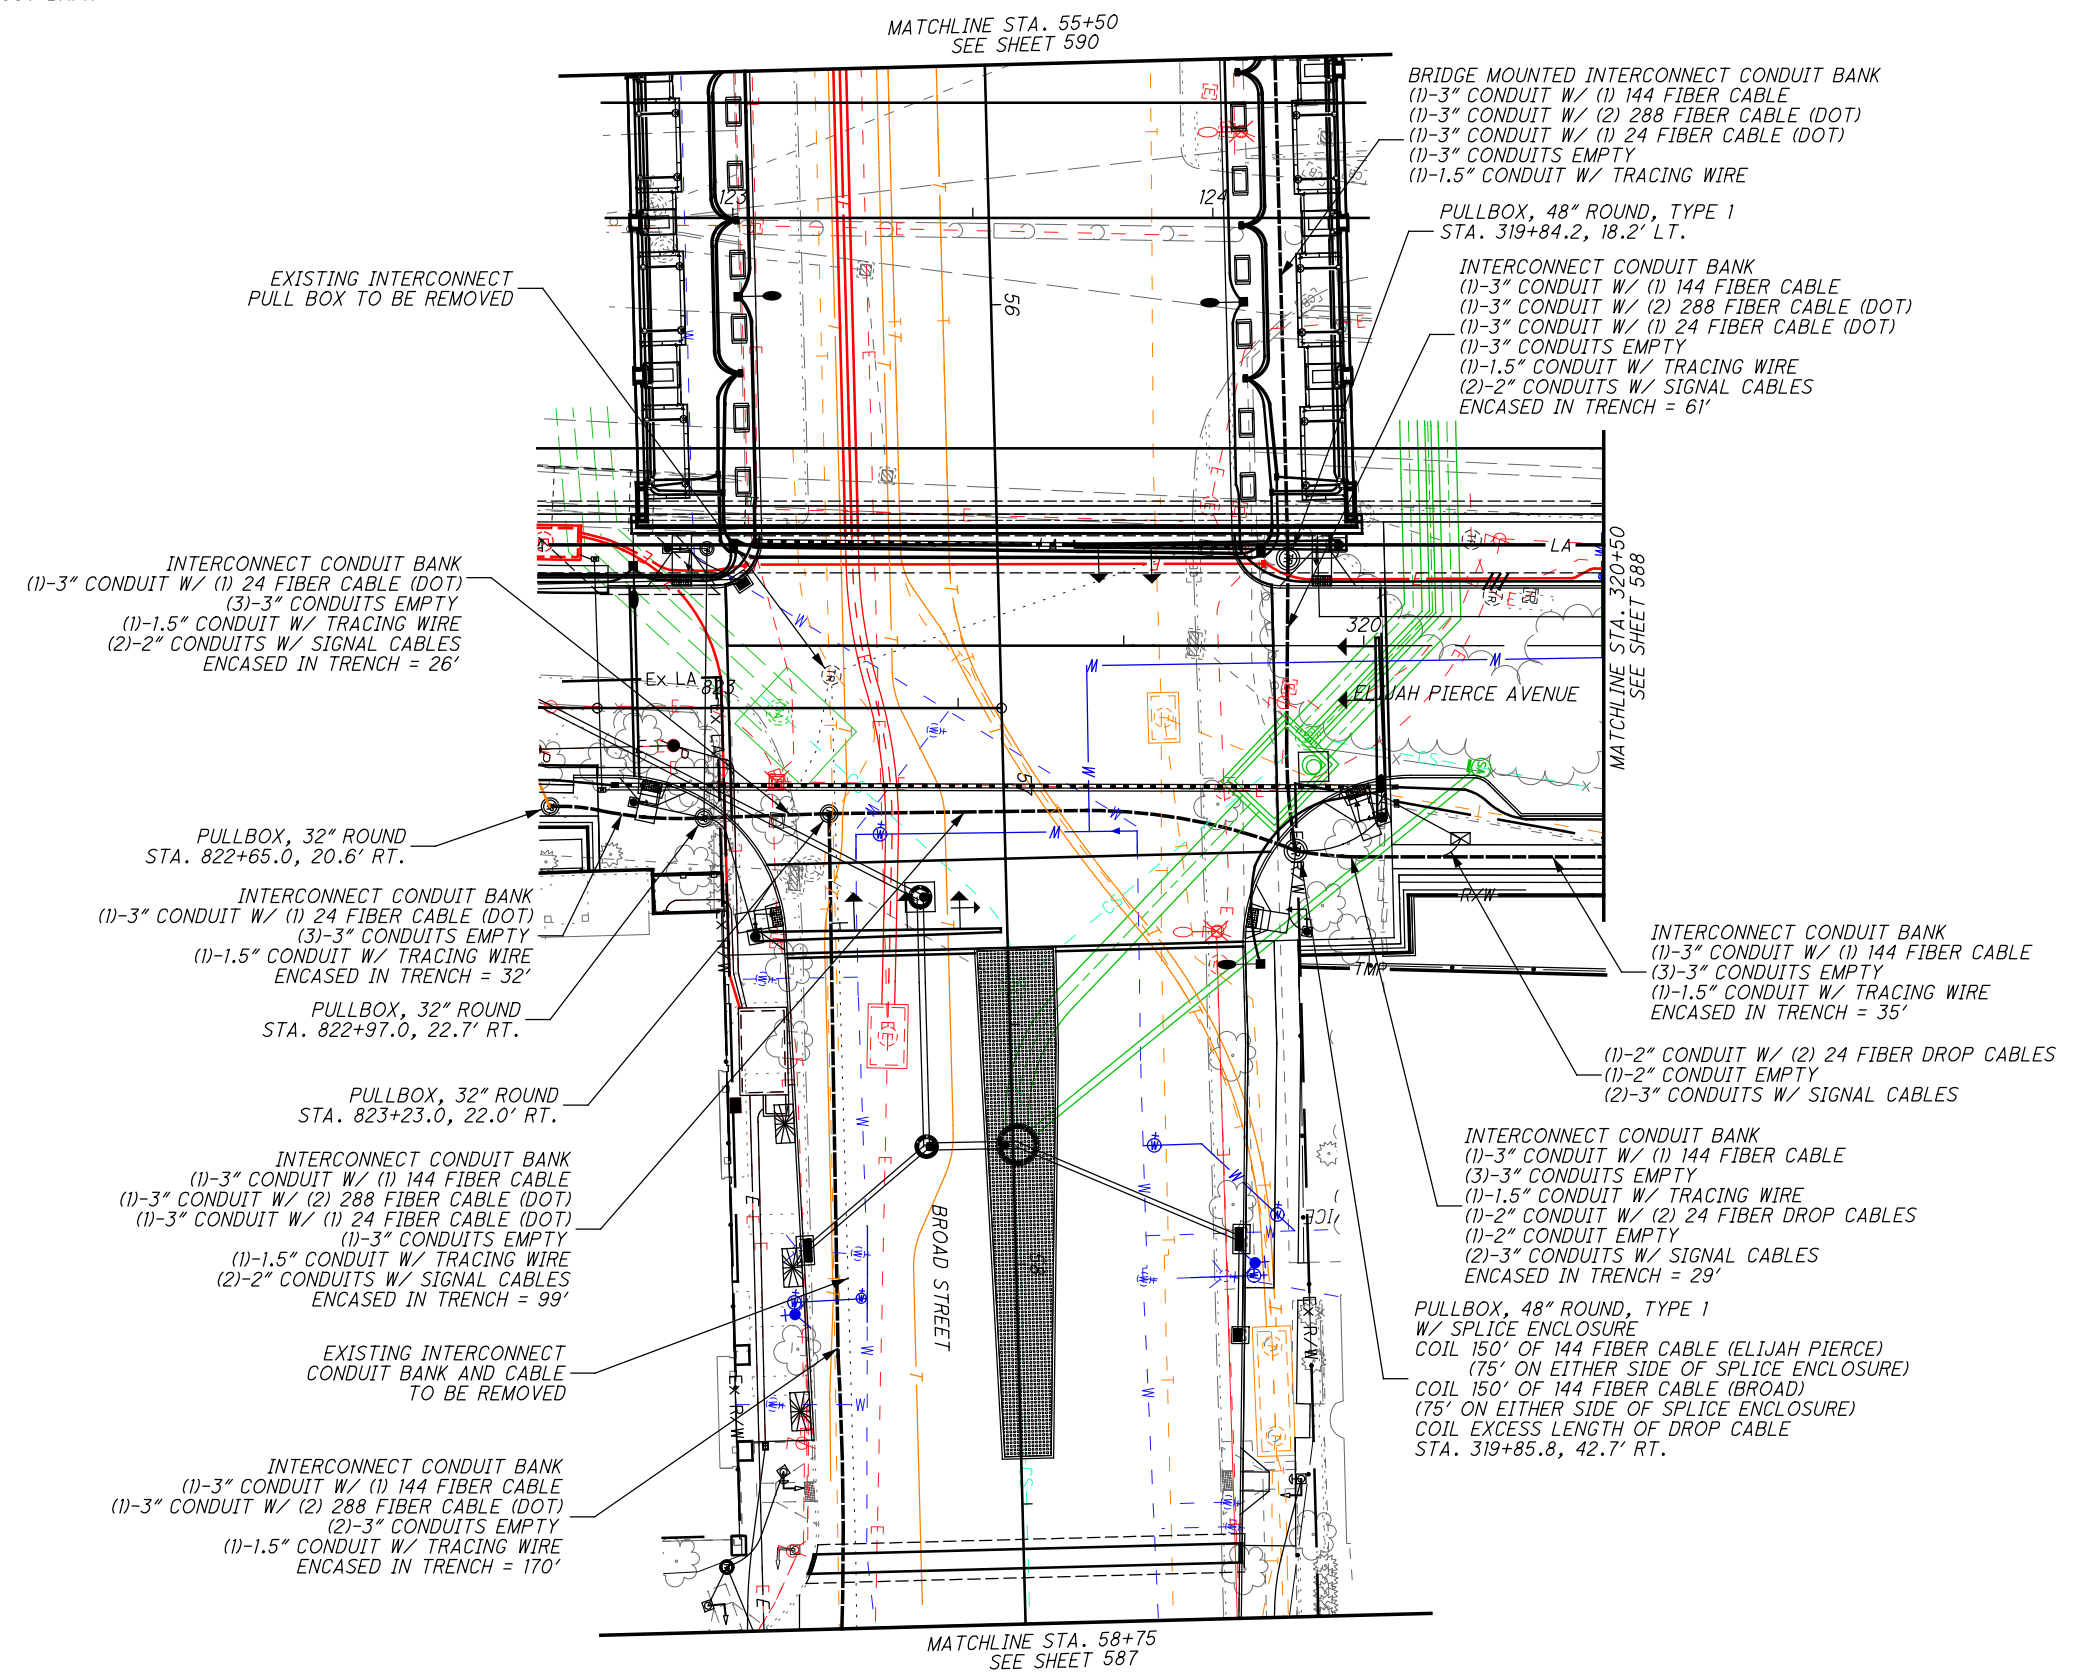 MATCHLINE STA. 55+50
SEE SHEET 590
BRIDGE MOUNTED INTERCONNECT CONDUIT BANK
(1)-3" CONDUIT W/ (1) 144 FIBER CABLE
(1)-3" CONDUIT W/ (2) 288 FIBER CABLE (DOT)
(1)-3" CONDUIT W/ (1) 24 FIBER CABLE (DOT)
(1)-3" CONDUITS EMPTY
(1)-1.5" CONDUIT W/ TRACING WIRE
PULLBOX, 48" ROUND, TYPE 1
STA. 319+84.2, 18.2' LT.
INTERCONNECT CONDUIT BANK
(1)-3" CONDUIT W/ (1) 144 FIBER CABLE
(1)-3" CONDUIT W/ (2) 288 FIBER CABLE (DOT)
(1)-3" CONDUIT W/ (1) 24 FIBER CABLE (DOT)
(1)-3" CONDUITS EMPTY
(1)-1.5" CONDUIT W/ TRACING WIRE
(2)-2" CONDUITS W/ SIGNAL CABLES
ENCASED IN TRENCH = 61'
EXISTING INTERCONNECT
PULL BOX TO BE REMOVED
123
124
56
INTERCONNECT CONDUIT BANK
(1)-3" CONDUIT W/ (1) 24 FIBER CABLE (DOT)
(3)-3" CONDUITS EMPTY
(1)-1.5" CONDUIT W/ TRACING WIRE
(2)-2" CONDUITS W/ SIGNAL CABLES
ENCASED IN TRENCH = 26'
LA
LA
320
Ex LA
823
ELIJAH PIERCE AVENUE
MATCHLINE STA. 320+50
SEE SHEET 588
57
PULLBOX, 32" ROUND
STA. 822+65.0, 20.6' RT.
INTERCONNECT CONDUIT BANK
(1)-3" CONDUIT W/ (1) 24 FIBER CABLE (DOT)
(3)-3" CONDUITS EMPTY
(1)-1.5" CONDUIT W/ TRACING WIRE
ENCASED IN TRENCH = 32'
PULLBOX, 32" ROUND
STA. 822+97.0, 22.7' RT.
PULLBOX, 32" ROUND
STA. 823+23.0, 22.0' RT.
INTERCONNECT CONDUIT BANK
(1)-3" CONDUIT W/ (1) 144 FIBER CABLE
(1)-3" CONDUIT W/ (2) 288 FIBER CABLE (DOT)
(1)-3" CONDUIT W/ (1) 24 FIBER CABLE (DOT)
(1)-3" CONDUITS EMPTY
(1)-1.5" CONDUIT W/ TRACING WIRE
(2)-2" CONDUITS W/ SIGNAL CABLES
ENCASED IN TRENCH = 99'
EXISTING INTERCONNECT
CONDUIT BANK AND CABLE
TO BE REMOVED
INTERCONNECT CONDUIT BANK
(1)-3" CONDUIT W/ (1) 144 FIBER CABLE
(1)-3" CONDUIT W/ (2) 288 FIBER CABLE (DOT)
(2)-3" CONDUITS EMPTY
(1)-1.5" CONDUIT W/ TRACING WIRE
ENCASED IN TRENCH = 170'
R/W
TMP
BROAD STREET
Ex R/W
Ex R/W
INTERCONNECT CONDUIT BANK
(1)-3" CONDUIT W/ (1) 144 FIBER CABLE
(3)-3" CONDUITS EMPTY
(1)-1.5" CONDUIT W/ TRACING WIRE
ENCASED IN TRENCH = 35'
(1)-2" CONDUIT W/ (2) 24 FIBER DROP CABLES
(1)-2" CONDUIT EMPTY
(2)-3" CONDUITS W/ SIGNAL CABLES
INTERCONNECT CONDUIT BANK
(1)-3" CONDUIT W/ (1) 144 FIBER CABLE
(3)-3" CONDUITS EMPTY
(1)-1.5" CONDUIT W/ TRACING WIRE
(1)-2" CONDUIT W/ (2) 24 FIBER DROP CABLES
(1)-2" CONDUIT EMPTY
(2)-3" CONDUITS W/ SIGNAL CABLES
ENCASED IN TRENCH = 29'
PULLBOX, 48" ROUND, TYPE 1
W/ SPLICE ENCLOSURE
COIL 150' OF 144 FIBER CABLE (ELIJAH PIERCE)
(75' ON EITHER SIDE OF SPLICE ENCLOSURE)
COIL 150' OF 144 FIBER CABLE (BROAD)
(75' ON EITHER SIDE OF SPLICE ENCLOSURE)
COIL EXCESS LENGTH OF DROP CABLE
STA. 319+85.8, 42.7' RT.
MATCHLINE STA. 58+75
SEE SHEET 587